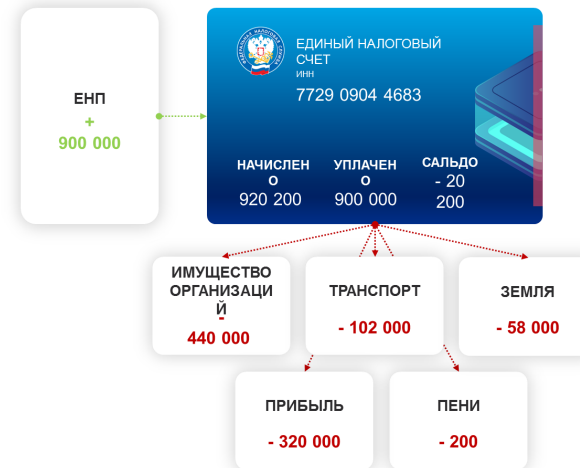 ЕНП
+
900 000
ЕДИНЫЙ НАЛОГОВЫЙ
СЧЕТ
ИНН
7729 0904 4683
НАЧИСЛЕН
О
920 200
УПЛАЧЕН
О
900 000
САЛЬДО
- 20
200
ИМУЩЕСТВО
ОРГАНИЗАЦИ
Й
-
440 000
ТРАНСПОРТ
- 102 000
ЗЕМЛЯ
- 58 000
ПРИБЫЛЬ
- 320 000
ПЕНИ
- 200